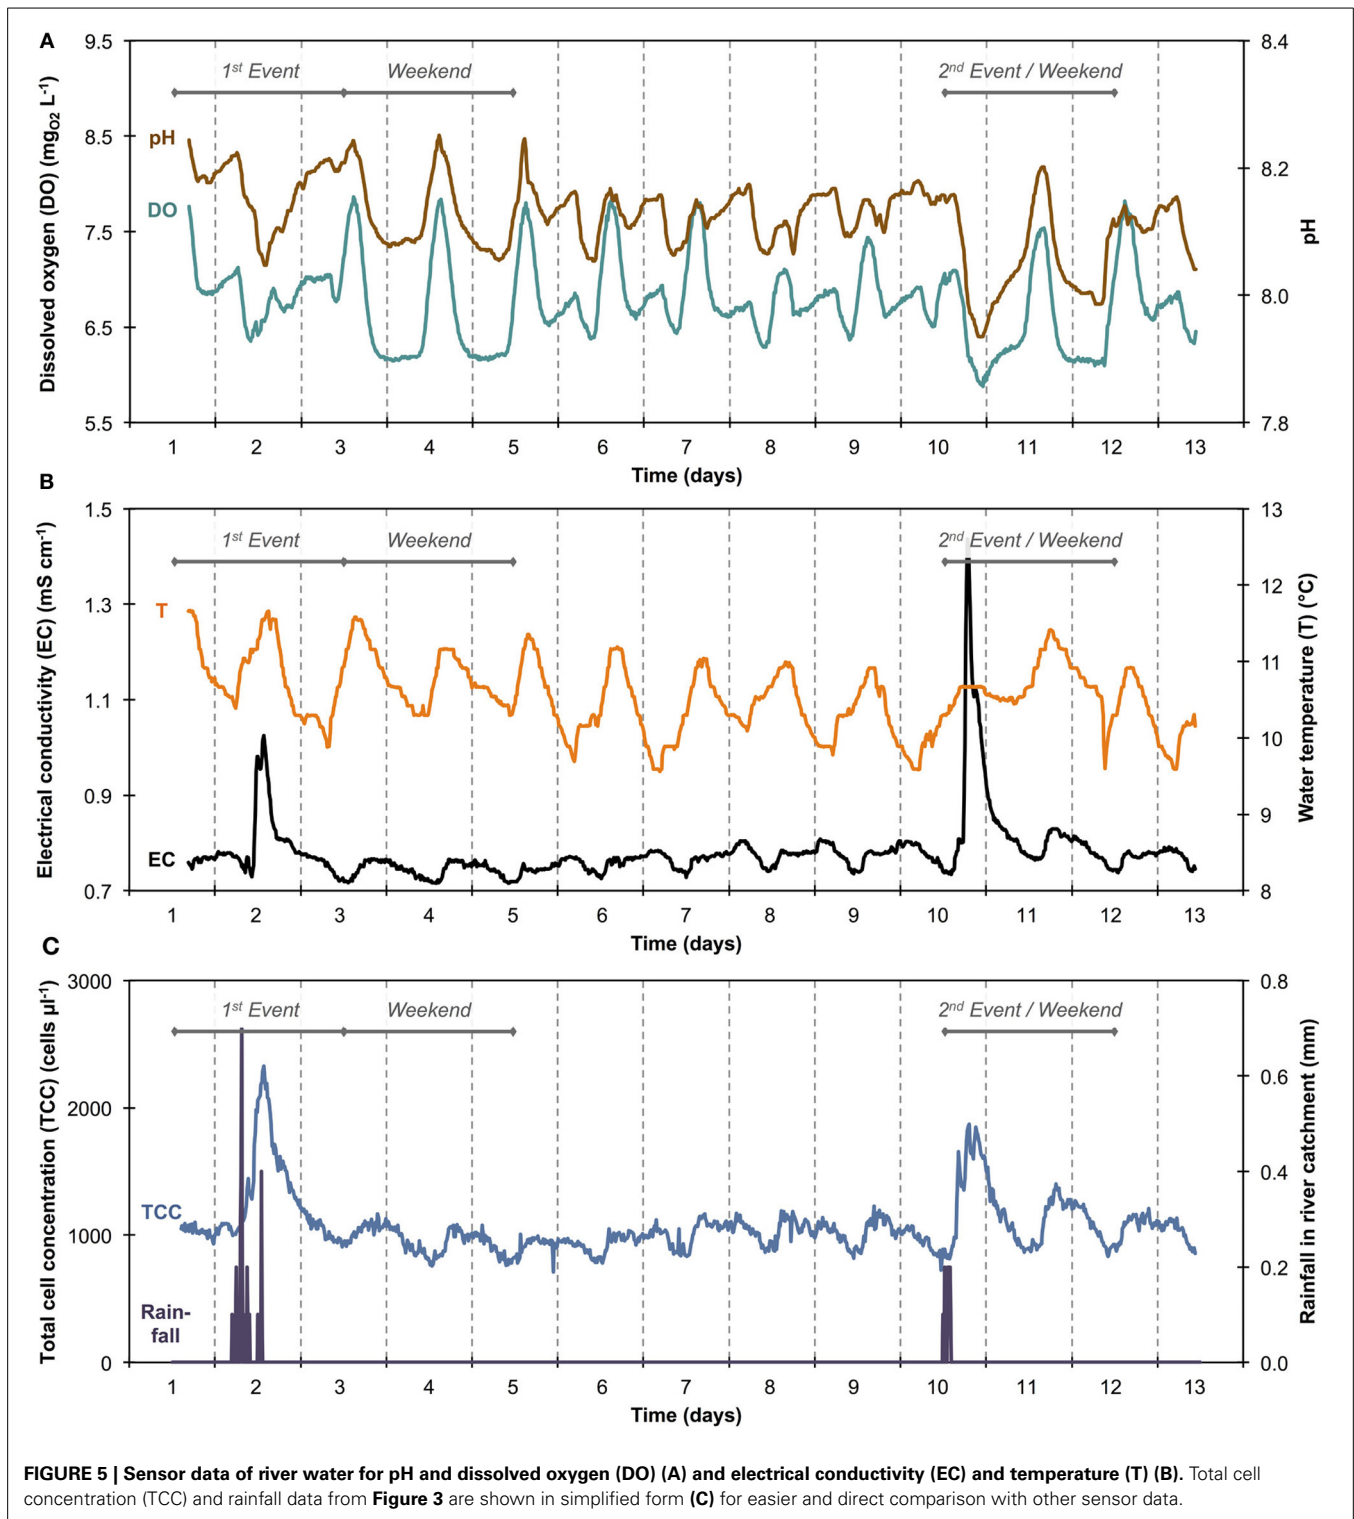 A
9.5
8.5
7.5
6.5
5.5
Dissolved oxygen (DO) (mgO2 L-1)
1st Event
Weekend
2nd Event / Weekend
pH
DO
8.4
8.2
8.0
7.8
pH
1 2 3 4 5 6 7 8 9 10 11 12 13
Time (days)
B
1.5
1.3
1.1
0.9
0.7
Electrical conductivity (EC) (mS cm-1)
1st Event
Weekend
2nd Event / Weekend
T
EC
13
12
11
10
9
8
Water temperature (T) (°C)
1 2 3 4 5 6 7 8 9 10 11 12 13
Time (days)
C
3000
2000
1000
0
Total cell concentration (TCC) (cells µl-1)
1st Event
Weekend
2nd Event / Weekend
TCC
Rain-
fall
0.8
0.6
0.4
0.2
0.0
Rainfall in river catchment (mm)
1 2 3 4 5 6 7 8 9 10 11 12 13
Time (days)
FIGURE 5 | Sensor data of river water for pH and dissolved oxygen (DO) (A) and electrical conductivity (EC) and temperature (T) (B). Total cell
concentration (TCC) and rainfall data from Figure 3 are shown in simplified form (C) for easier and direct comparison with other sensor data.